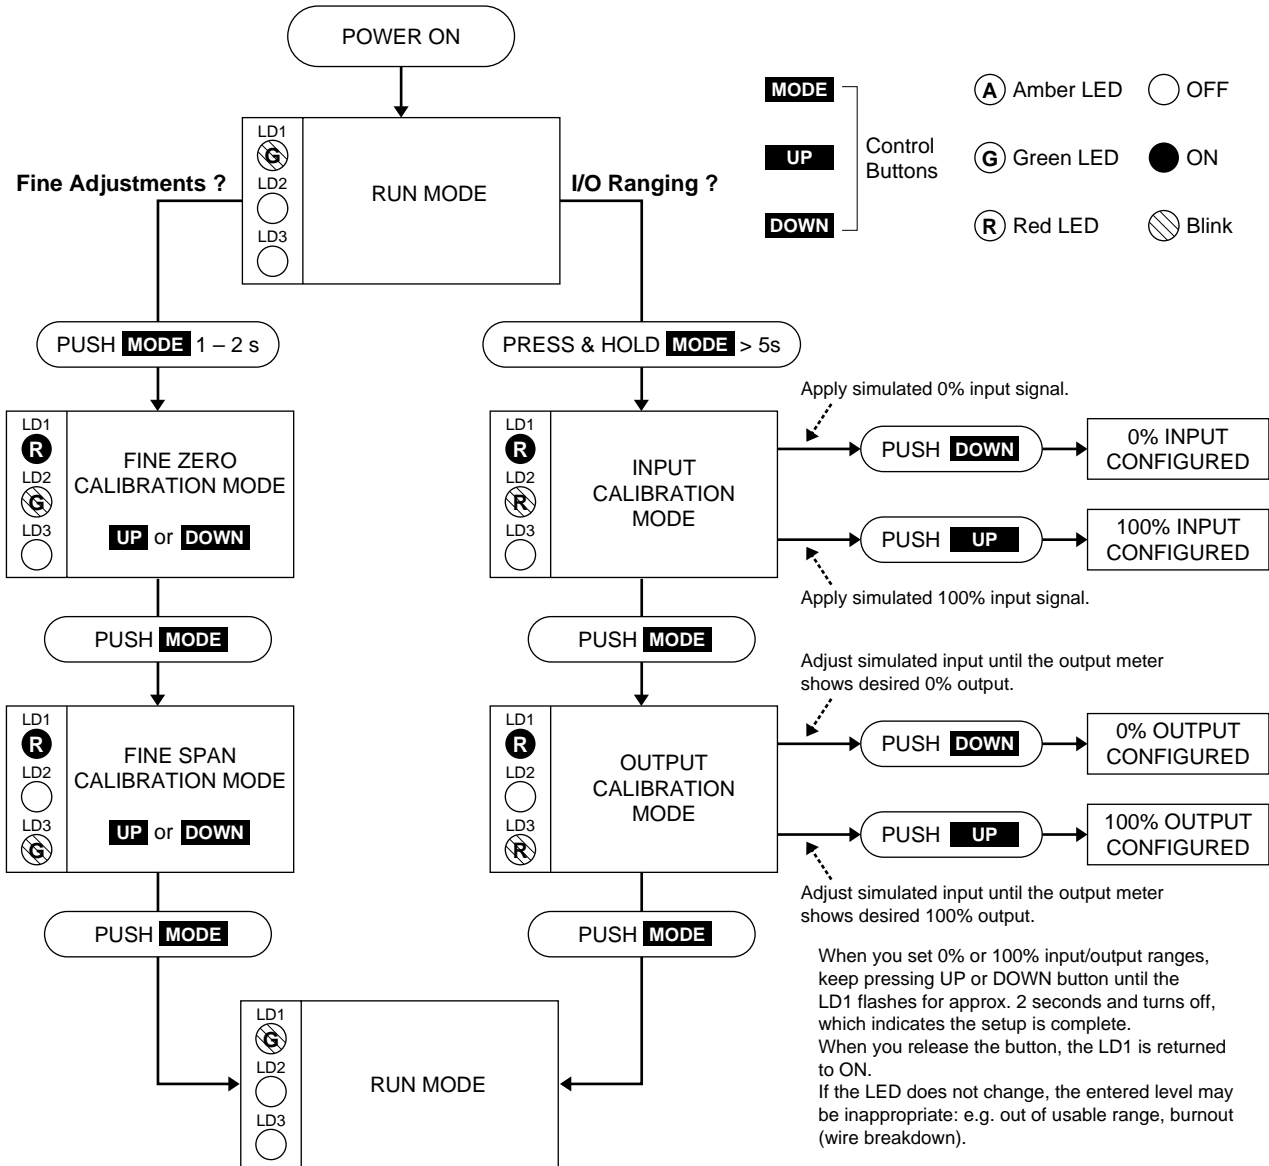 POWER ON
MODE
UP
DOWN
Control
Buttons
A Amber LED
G Green LED
R Red LED
OFF
ON
Blink
Fine Adjustments ?
I/O Ranging ?
LD1
G
LD2
LD3
RUN MODE
PUSH MODE 1 – 2 s
PRESS & HOLD MODE > 5s
LD1
R
LD2
G
LD3
FINE ZERO
CALIBRATION MODE
UP or DOWN
LD1
R
LD2
R
LD3
INPUT
CALIBRATION
MODE
Apply simulated 0% input signal.
PUSH DOWN
0% INPUT
CONFIGURED
PUSH UP
100% INPUT
CONFIGURED
Apply simulated 100% input signal.
PUSH MODE
PUSH MODE
LD1
R
LD2
LD3
G
FINE SPAN
CALIBRATION MODE
UP or DOWN
LD1
R
LD2
LD3
R
OUTPUT
CALIBRATION
MODE
Adjust simulated input until the output meter
shows desired 0% output.
PUSH DOWN
0% OUTPUT
CONFIGURED
PUSH UP
100% OUTPUT
CONFIGURED
Adjust simulated input until the output meter
shows desired 100% output.
PUSH MODE
PUSH MODE
LD1
G
LD2
LD3
RUN MODE
When you set 0% or 100% input/output ranges,
keep pressing UP or DOWN button until the
LD1 flashes for approx. 2 seconds and turns off,
which indicates the setup is complete.
When you release the button, the LD1 is returned
to ON.
If the LED does not change, the entered level may
be inappropriate: e.g. out of usable range, burnout
(wire breakdown).